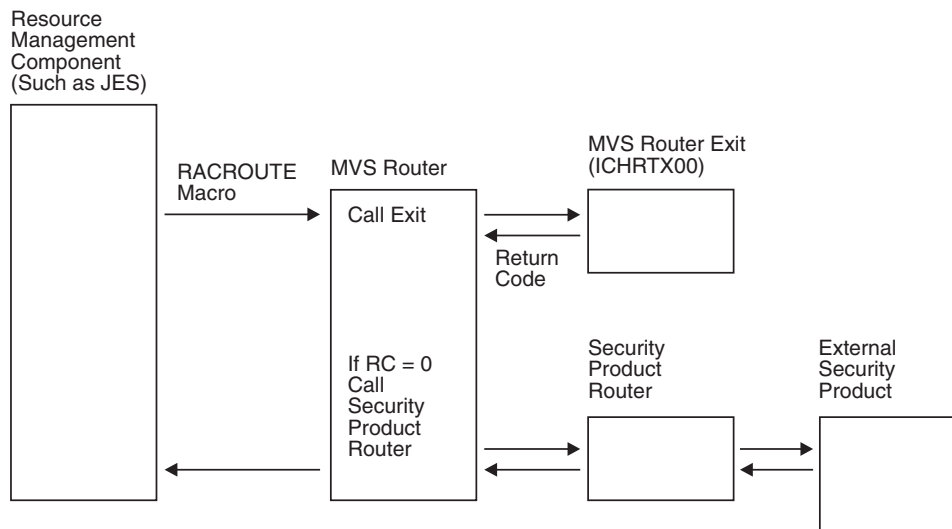 Resource
Management
Component
(Such as JES)
RACROUTE
Macro
MVS Router
MVS Router Exit
(ICHRTX00)
Call Exit
Return
Code
If RC = 0
Call
Security
Product
Router
Security
Product
Router
External
Security
Product